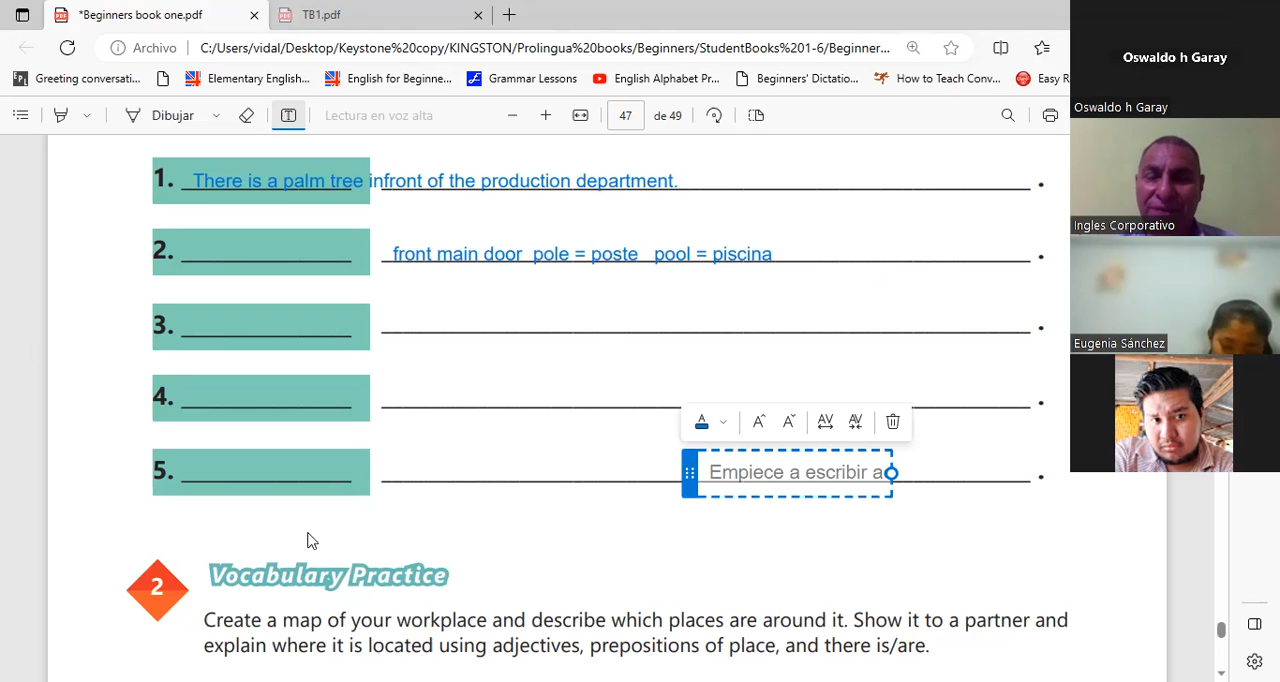 *Beginners book one.pdf
TB1.pdf
Archivo
C:/Users/vidal/Desktop/Keystone%20copy/KINGSTON/Prolingua%20books/Beginners/StudentBooks%201-6/Beginner...
Greeting conversati...
Elementary English...
English for Beginne...
Grammar Lessons
English Alphabet Pr...
Beginners' Dictatio...
How to Teach Conv...
Easy R
Dibujar
Lectura en voz alta
47
de 49
1. There is a palm tree infront of the production department.
2. front main door pole = poste pool = piscina
3.
4.
5. Empiece a escribir a
2 Vocabulary Practice
Create a map of your workplace and describe which places are around it. Show it to a partner and
explain where it is located using adjectives, prepositions of place, and there is/are.
Oswaldo h Garay
Oswaldo h Garay
Ingles Corporativo
Eugenia Sánchez